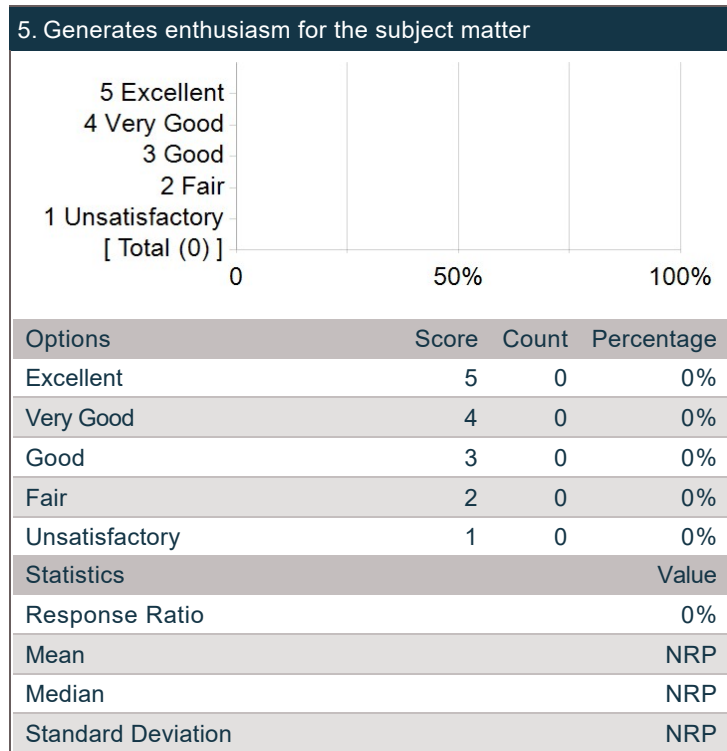 5. Generates enthusiasm for the subject matter
5 Excellent
4 Very Good
3 Good
2 Fair
1 Unsatisfactory
[ Total (0) ]
0 50% 100%
Options Score Count Percentage
Excellent 5 0 0%
Very Good 4 0 0%
Good 3 0 0%
Fair 2 0 0%
Unsatisfactory 1 0 0%
Statistics Value
Response Ratio 0%
Mean NRP
Median NRP
Standard Deviation NRP